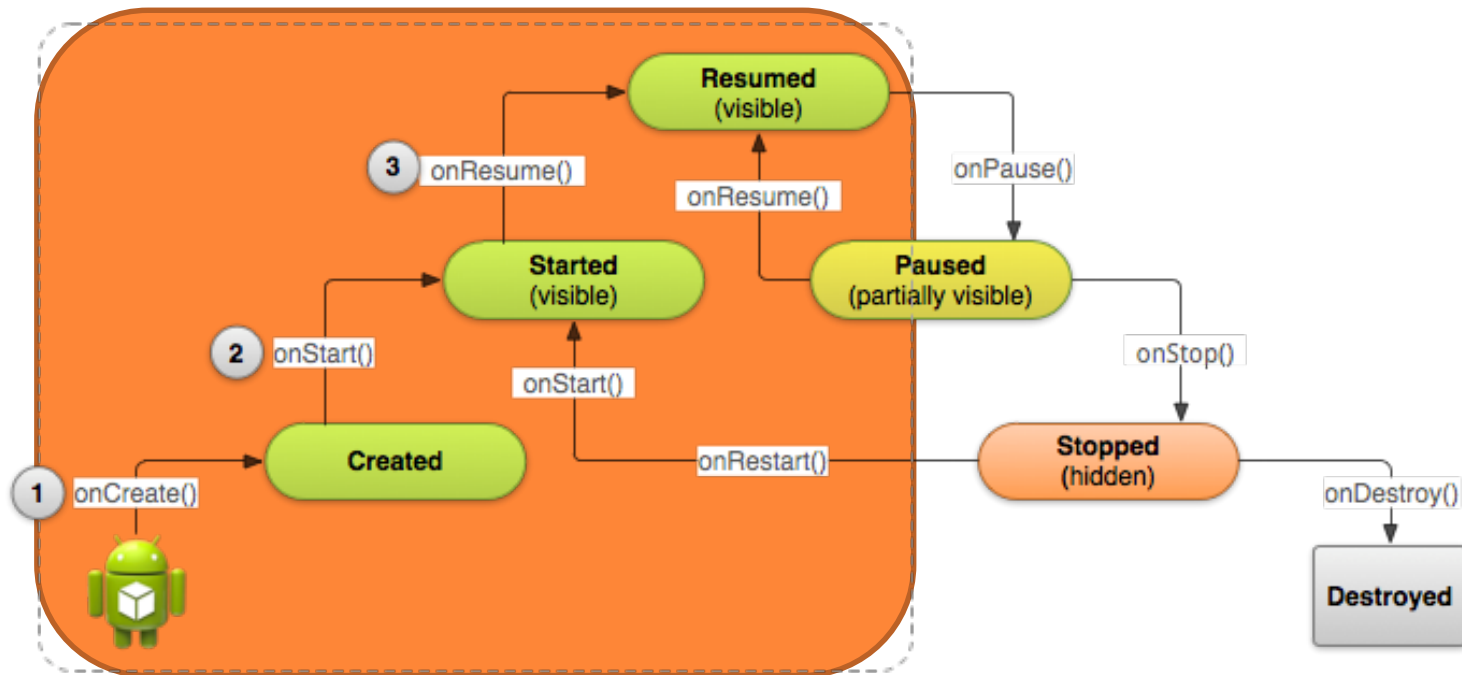 Resumed
(visible)
3
onResume()
onResume()
onPause()
Started
(visible)
Paused
(partially visible)
2
onStart()
onStart()
onStop()
Created
onRestart()
Stopped
(hidden)
1
onCreate()
onDestroy()
Destroyed